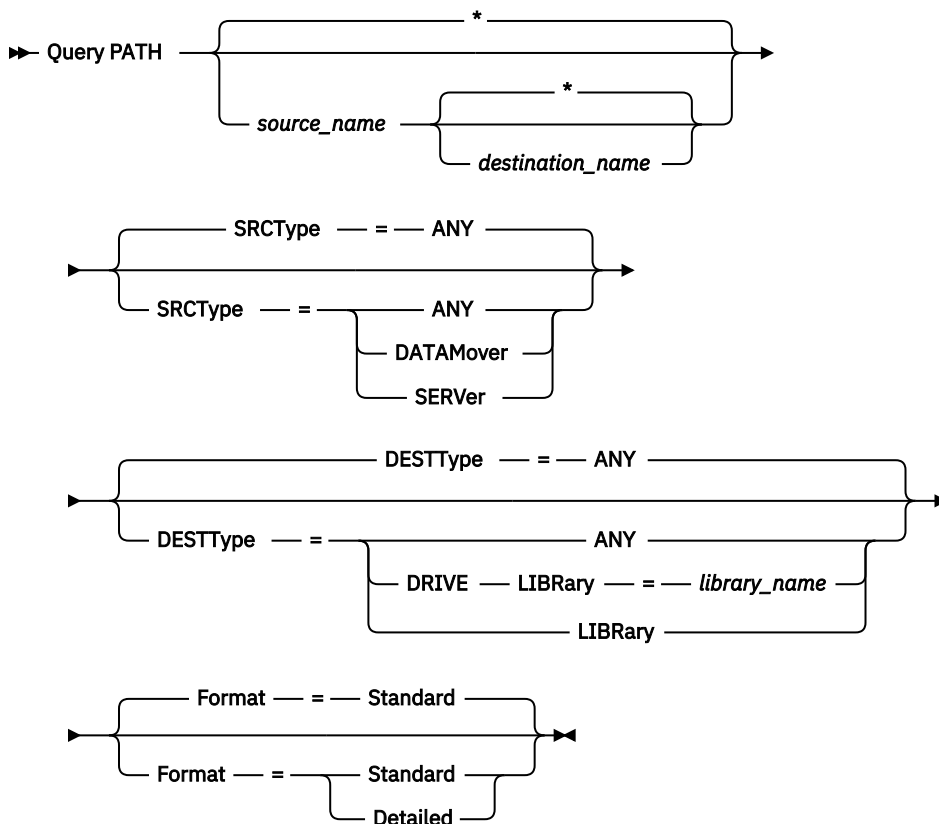 *
Query PATH
*
source_name
destination_name
SRCType = ANY
SRCType = ANY
DATAMover
SERVer
DESTType = ANY
DESTType = ANY
DRIVE LIBRary = library_name
LIBRary
Format = Standard
Format = Standard
Detailed